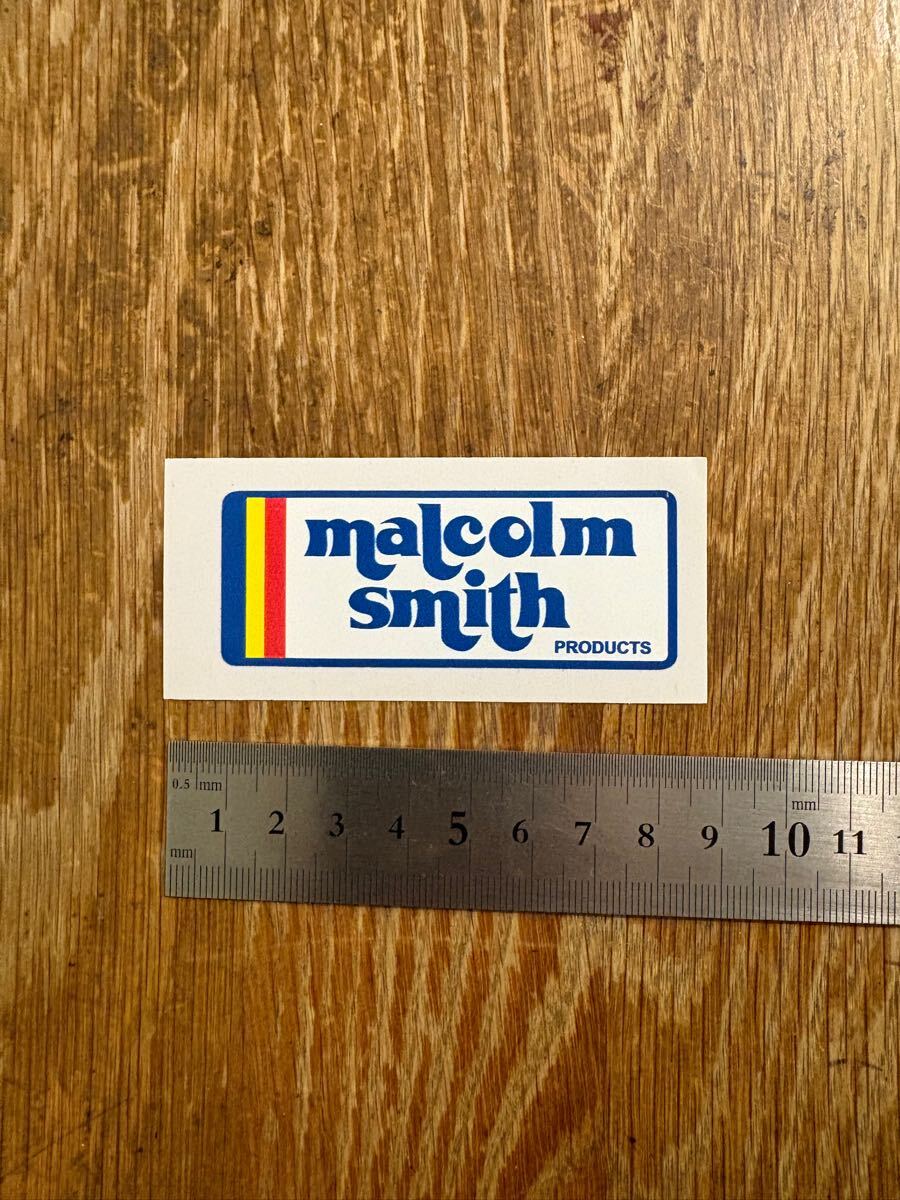 malcolm
smith
PRODUCTS
0.5 mm
mm
1 2 3 4 5 6 7 8 9 10 11
mm